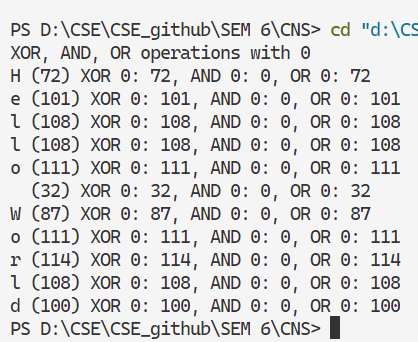 PS D:\CSE\CSE_github\SEM 6\CNS> cd "d:\CS
XOR, AND, OR operations with 0
H (72) XOR 0: 72, AND 0: 0, OR 0: 72
e (101) XOR 0: 101, AND 0: 0, OR 0: 101
l (108) XOR 0: 108, AND 0: 0, OR 0: 108
l (108) XOR 0: 108, AND 0: 0, OR 0: 108
o (111) XOR 0: 111, AND 0: 0, OR 0: 111
  (32) XOR 0: 32, AND 0: 0, OR 0: 32
W (87) XOR 0: 87, AND 0: 0, OR 0: 87
o (111) XOR 0: 111, AND 0: 0, OR 0: 111
r (114) XOR 0: 114, AND 0: 0, OR 0: 114
l (108) XOR 0: 108, AND 0: 0, OR 0: 108
d (100) XOR 0: 100, AND 0: 0, OR 0: 100
PS D:\CSE\CSE_github\SEM 6\CNS>